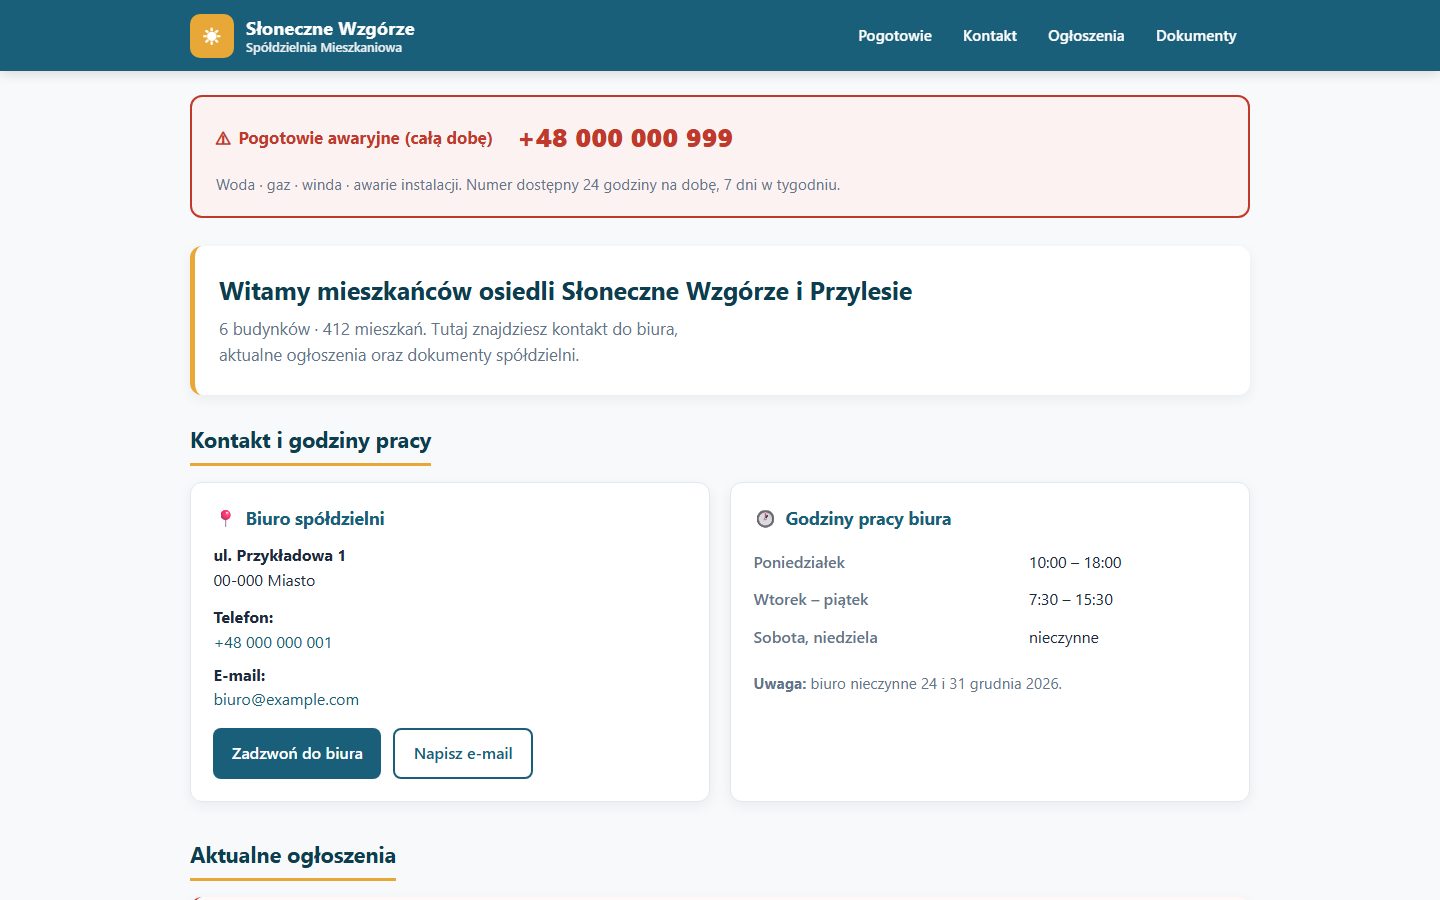 Słoneczne Wzgórze
Spółdzielnia Mieszkaniowa
Pogotowie
Kontakt
Ogłoszenia
Dokumenty
⚠ Pogotowie awaryjne (całą dobę) +48 000 000 999
Woda · gaz · winda · awarie instalacji. Numer dostępny 24 godziny na dobę, 7 dni w tygodniu.
Witamy mieszkańców osiedli Słoneczne Wzgórze i Przylesie
6 budynków · 412 mieszkań. Tutaj znajdziesz kontakt do biura,
aktualne ogłoszenia oraz dokumenty spółdzielni.
Kontakt i godziny pracy
Biuro spółdzielni
ul. Przykładowa 1
00-000 Miasto
Telefon:
+48 000 000 001
E-mail:
biuro@example.com
Zadzwoń do biura
Napisz e-mail
Godziny pracy biura
Poniedziałek 10:00 – 18:00
Wtorek – piątek 7:30 – 15:30
Sobota, niedziela nieczynne
Uwaga: biuro nieczynne 24 i 31 grudnia 2026.
Aktualne ogłoszenia